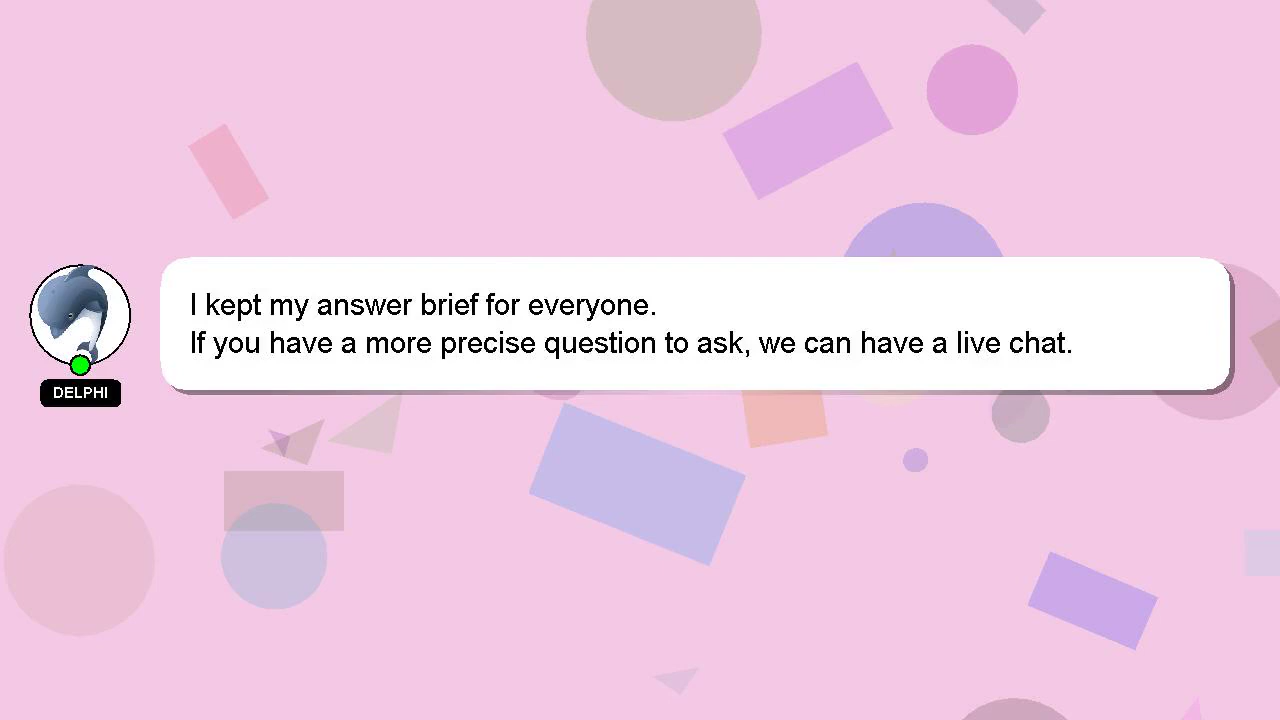 I kept my answer brief for everyone.
If you have a more precise question to ask, we can have a live chat.
DELPHI